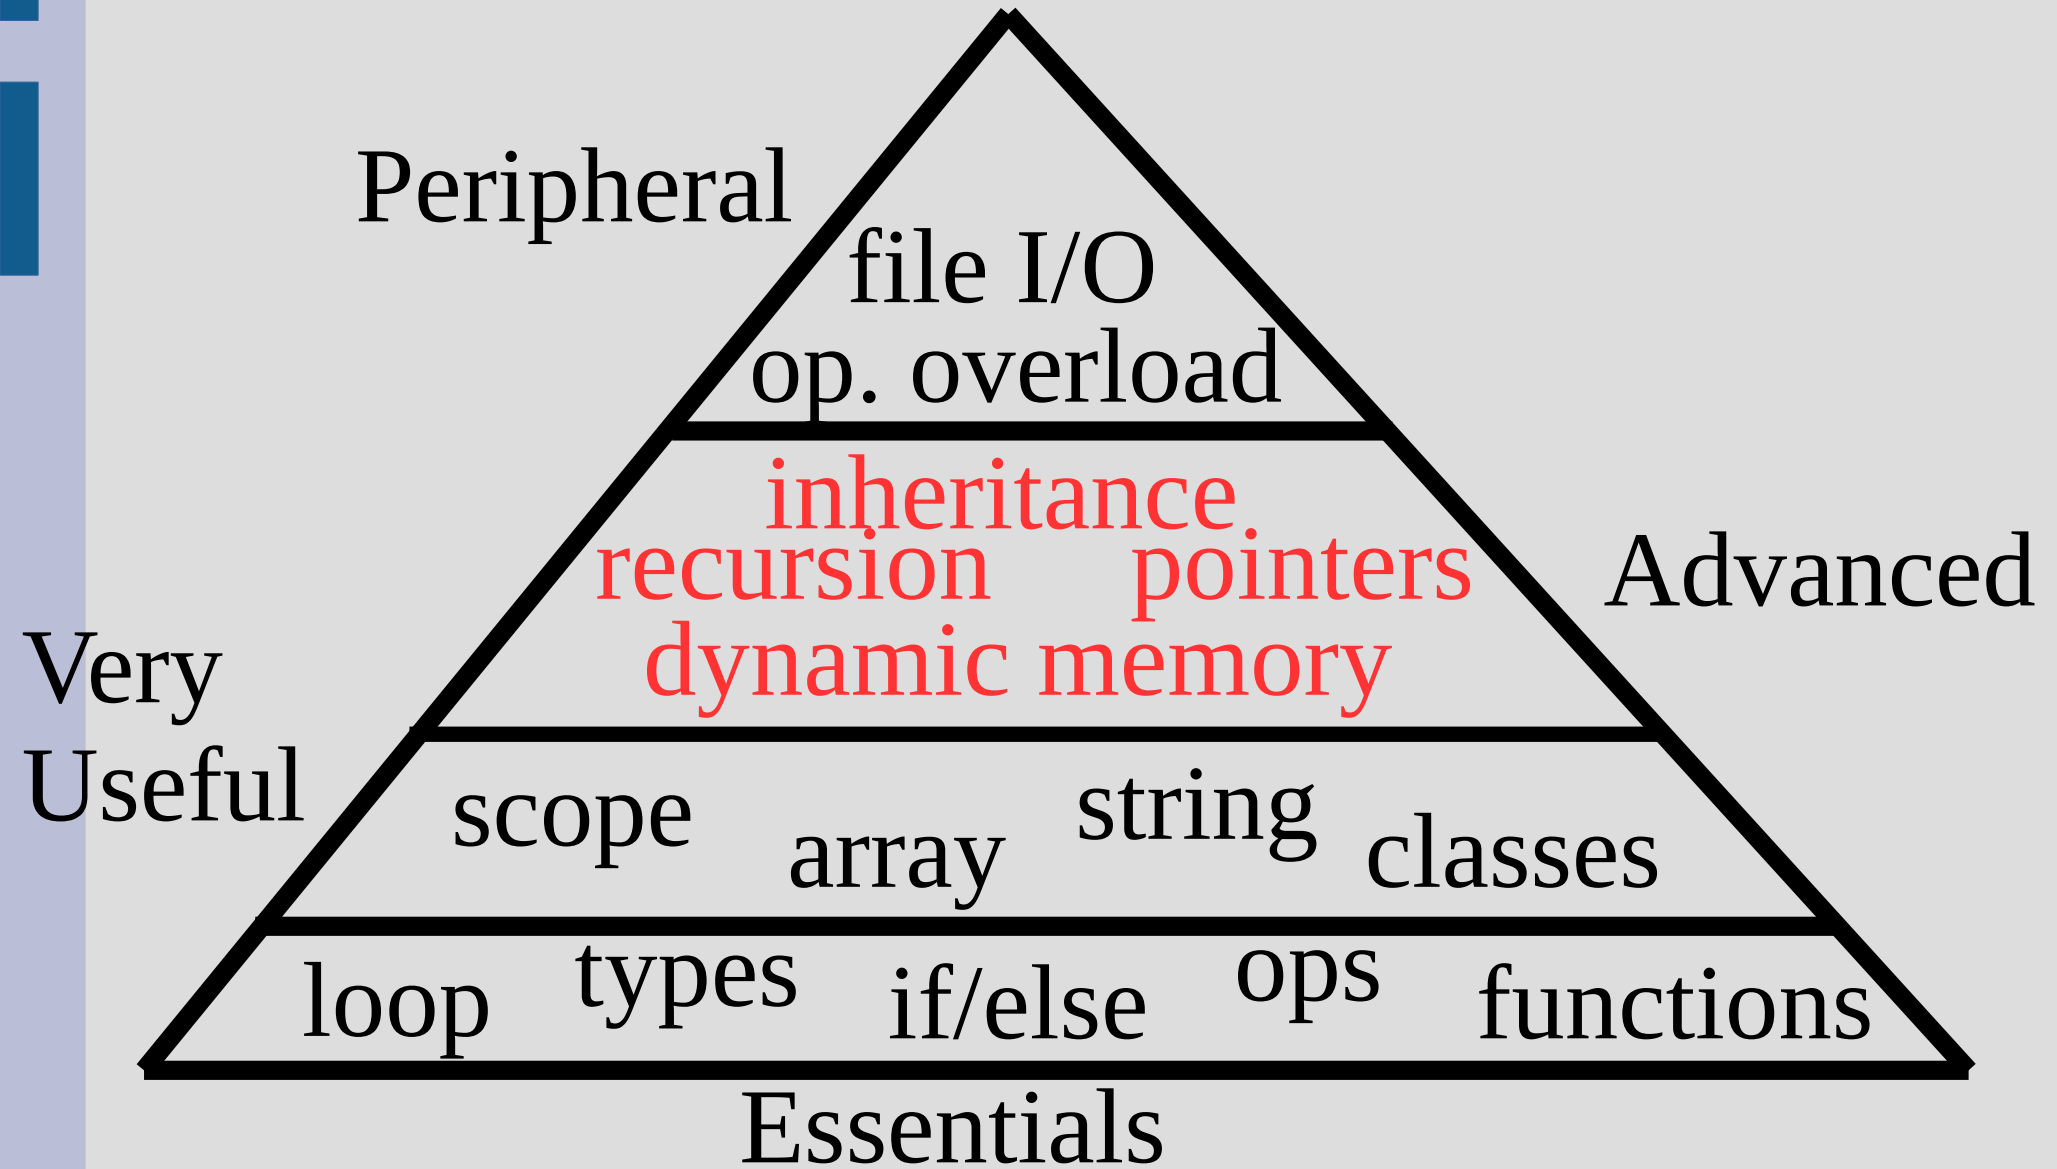 Peripheral
file I/O
op. overload
inheritance
recursion pointers
Advanced
dynamic memory
Very
Useful
scope array string classes
loop types if/else ops functions
Essentials